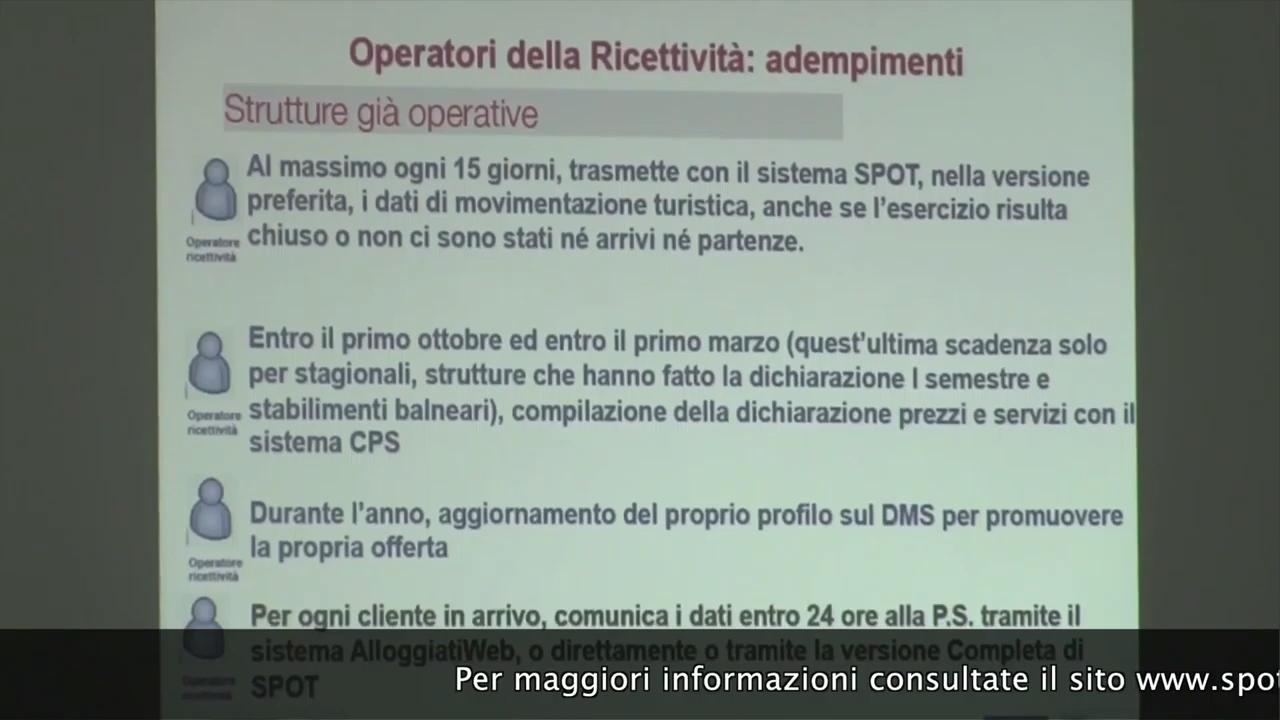 Operatori della Ricettività: adempimenti
Strutture già operative
Al massimo ogni 15 giorni, trasmette con il sistema SPOT, nella versione
preferita, i dati di movimentazione turistica, anche se l'esercizio risulta
chiuso o non ci sono stati né arrivi né partenze.
Operatore
ricettività
Entro il primo ottobre ed entro il primo marzo (quest'ultima scadenza solo
per stagionali, strutture che hanno fatto la dichiarazione I semestre e
stabilimenti balneari), compilazione della dichiarazione prezzi e servizi con il
sistema CPS
Operatore
ricettività
Durante l'anno, aggiornamento del proprio profilo sul DMS per promuovere
la propria offerta
Operatore
ricettività
Per ogni cliente in arrivo, comunica i dati entro 24 ore alla P.S. tramite il
sistema AlloggiatiWeb, o direttamente o tramite la versione Completa di
SPOT
Operatore
ricettività
Per maggiori informazioni consultate il sito www.spot